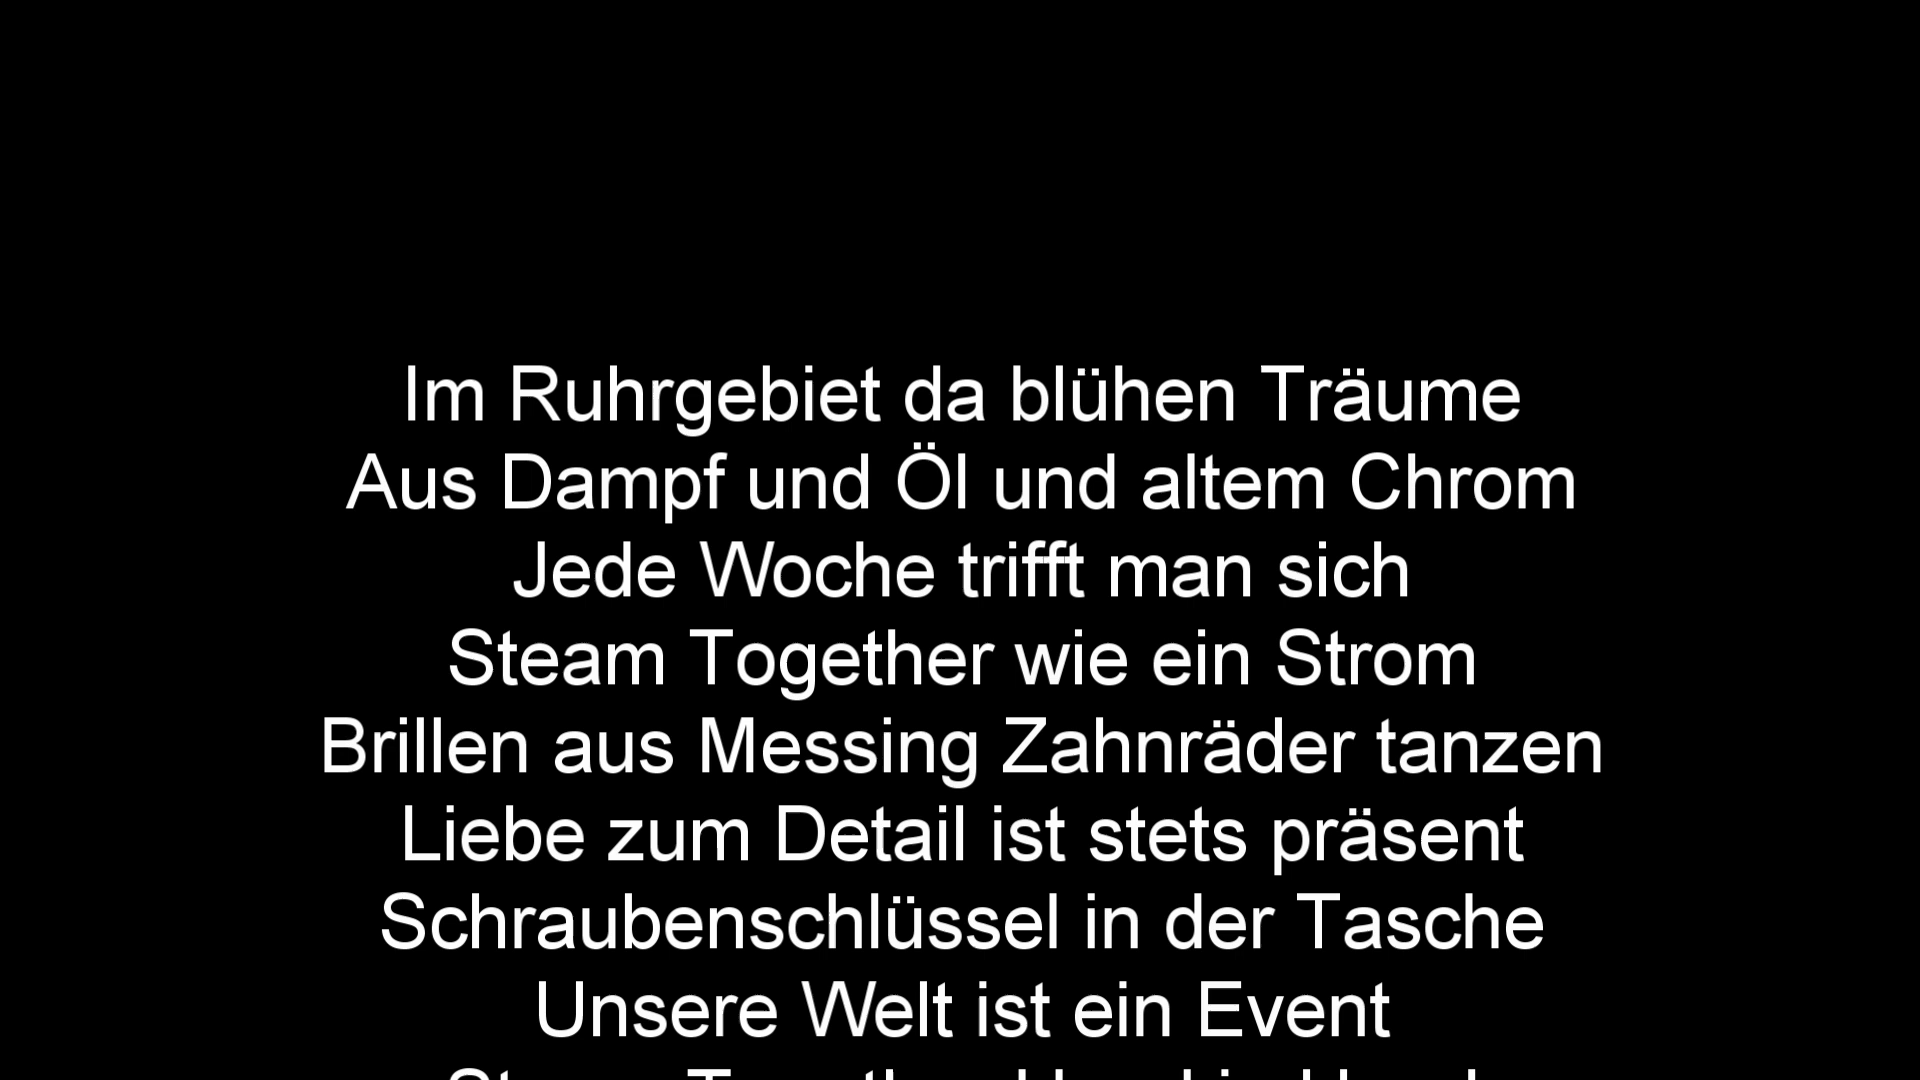 Im Ruhrgebiet da blühen Träume
Aus Dampf und Öl und altem Chrom
Jede Woche trifft man sich
Steam Together wie ein Strom
Brillen aus Messing Zahnräder tanzen
Liebe zum Detail ist stets präsent
Schraubenschlüssel in der Tasche
Unsere Welt ist ein Event